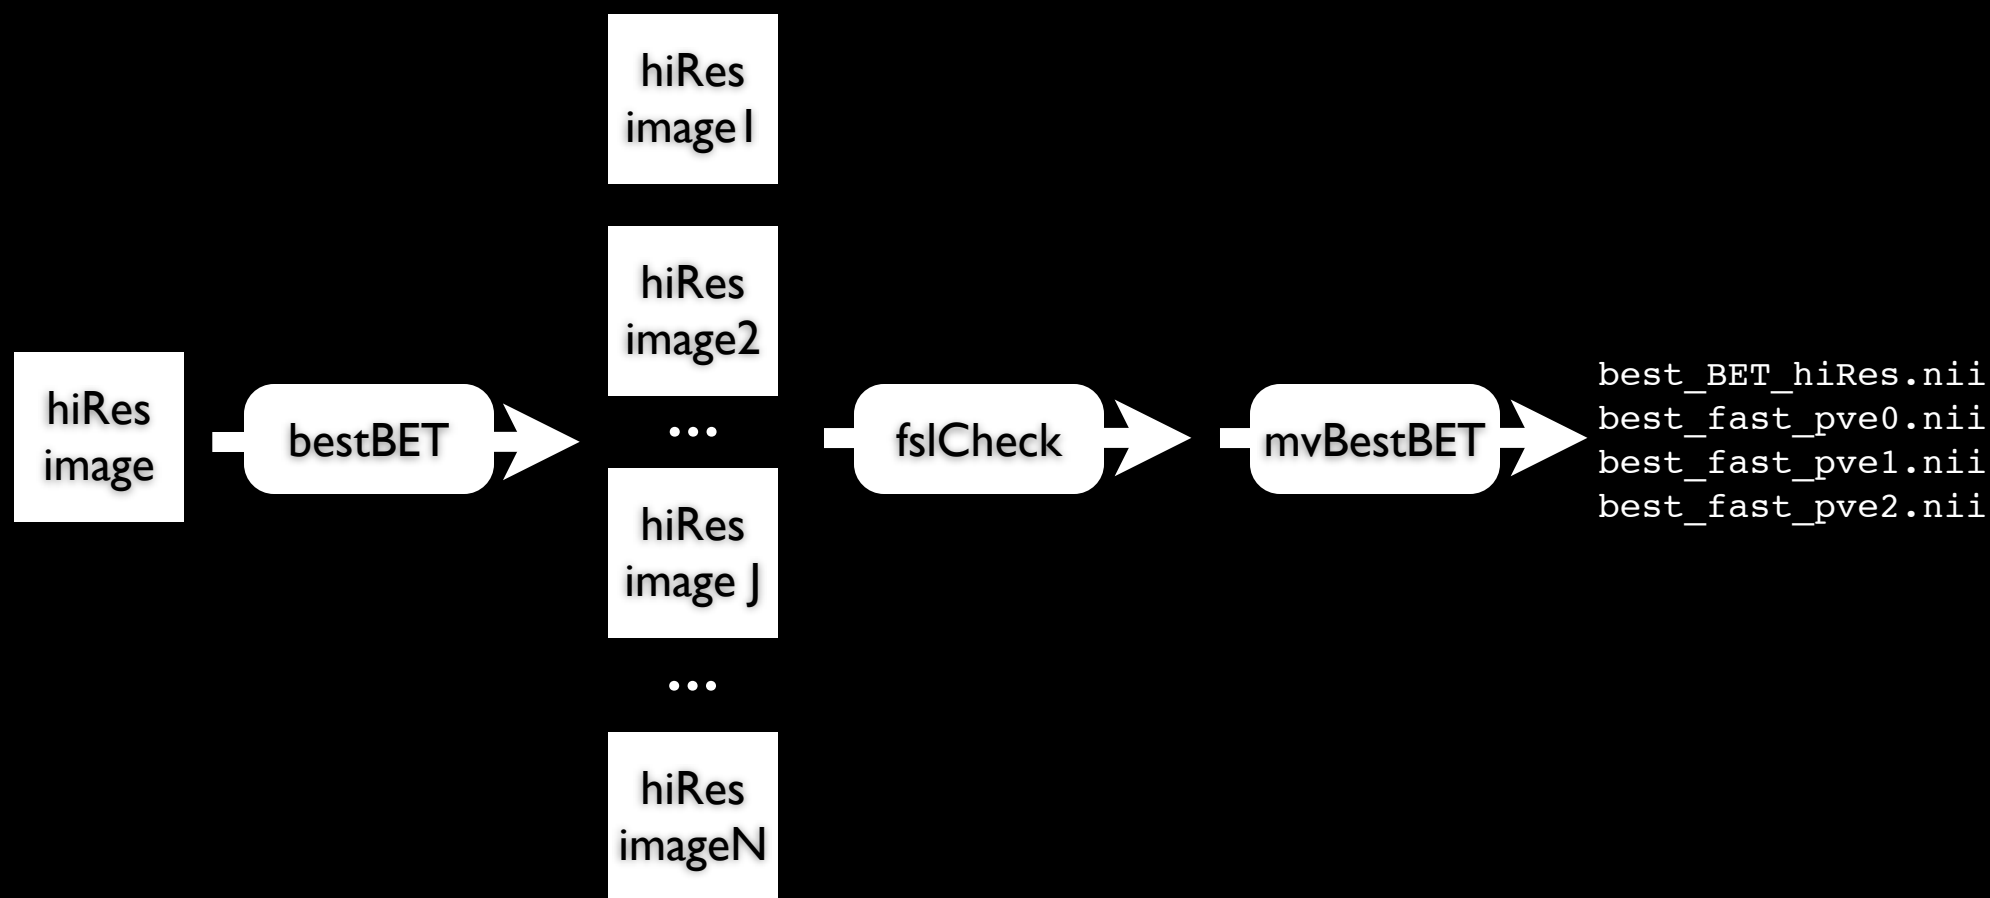 hiRes
image
bestBET
hiRes
image1
hiRes
image2
...
hiRes
image J
...
hiRes
imageN
fslCheck
mvBestBET
best_BET_hiRes.nii
best_fast_pve0.nii
best_fast_pve1.nii
best_fast_pve2.nii